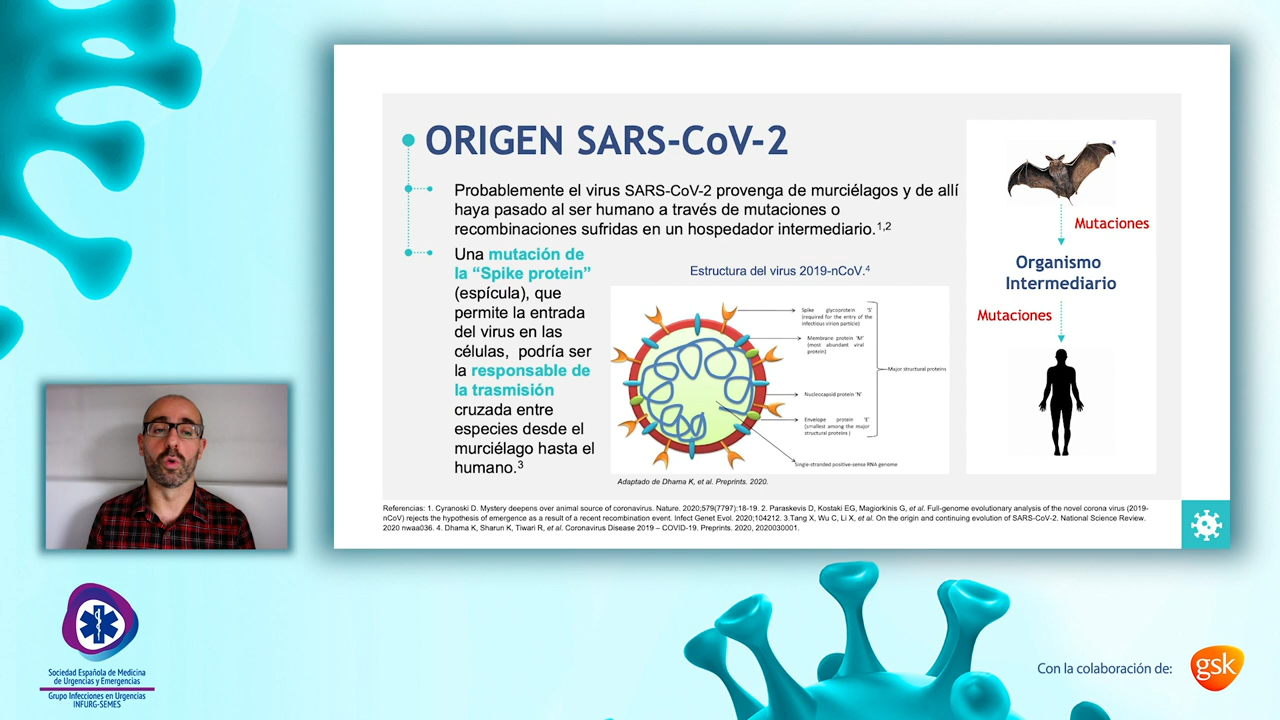 ORIGEN SARS-CoV-2
Probablemente el virus SARS-CoV-2 provenga de murciélagos y de allí
haya pasado al ser humano a través de mutaciones o
recombinaciones sufridas en un hospedador intermediario.1,2
Una mutación de
la “Spike protein”
(espícula), que
permite la entrada
del virus en las
células, podría ser
la responsable de
la trasmisión
cruzada entre
especies desde el
murciélago hasta el
humano.3
Estructura del virus 2019-nCoV.4
Spike glycoprotein 'S'
(required for the entry of the
infectious virion particle)
Membrane protein 'M'
(most abundant viral
protein)
Major structural proteins
Nucleocapsid protein 'N'
Envelope protein 'E'
(smallest among the major
structural proteins )
Single-stranded positive-sense RNA genome
Adaptado de Dhama K, et al. Preprints. 2020.
Mutaciones
Organismo
Intermediario
Mutaciones
Referencias: 1. Cyranoski D. Mystery deepens over animal source of coronavirus. Nature. 2020;579(7797):18-19. 2. Paraskevis D, Kostaki EG, Magiorkinis G, et al. Full-genome evolutionary analysis of the novel corona virus (2019-
nCoV) rejects the hypothesis of emergence as a result of a recent recombination event. Infect Genet Evol. 2020;104212. 3.Tang X, Wu C, Li X, et al. On the origin and continuing evolution of SARS-CoV-2. National Science Review.
2020 nwaa036. 4. Dhama K, Sharun K, Tiwari R, et al. Coronavirus Disease 2019 – COVID-19. Preprints. 2020, 2020030001.
Sociedad Española de Medicina
de Urgencias y Emergencias
Grupo Infecciones en Urgencias
INFURG-SEMES
Con la colaboración de:
gsk